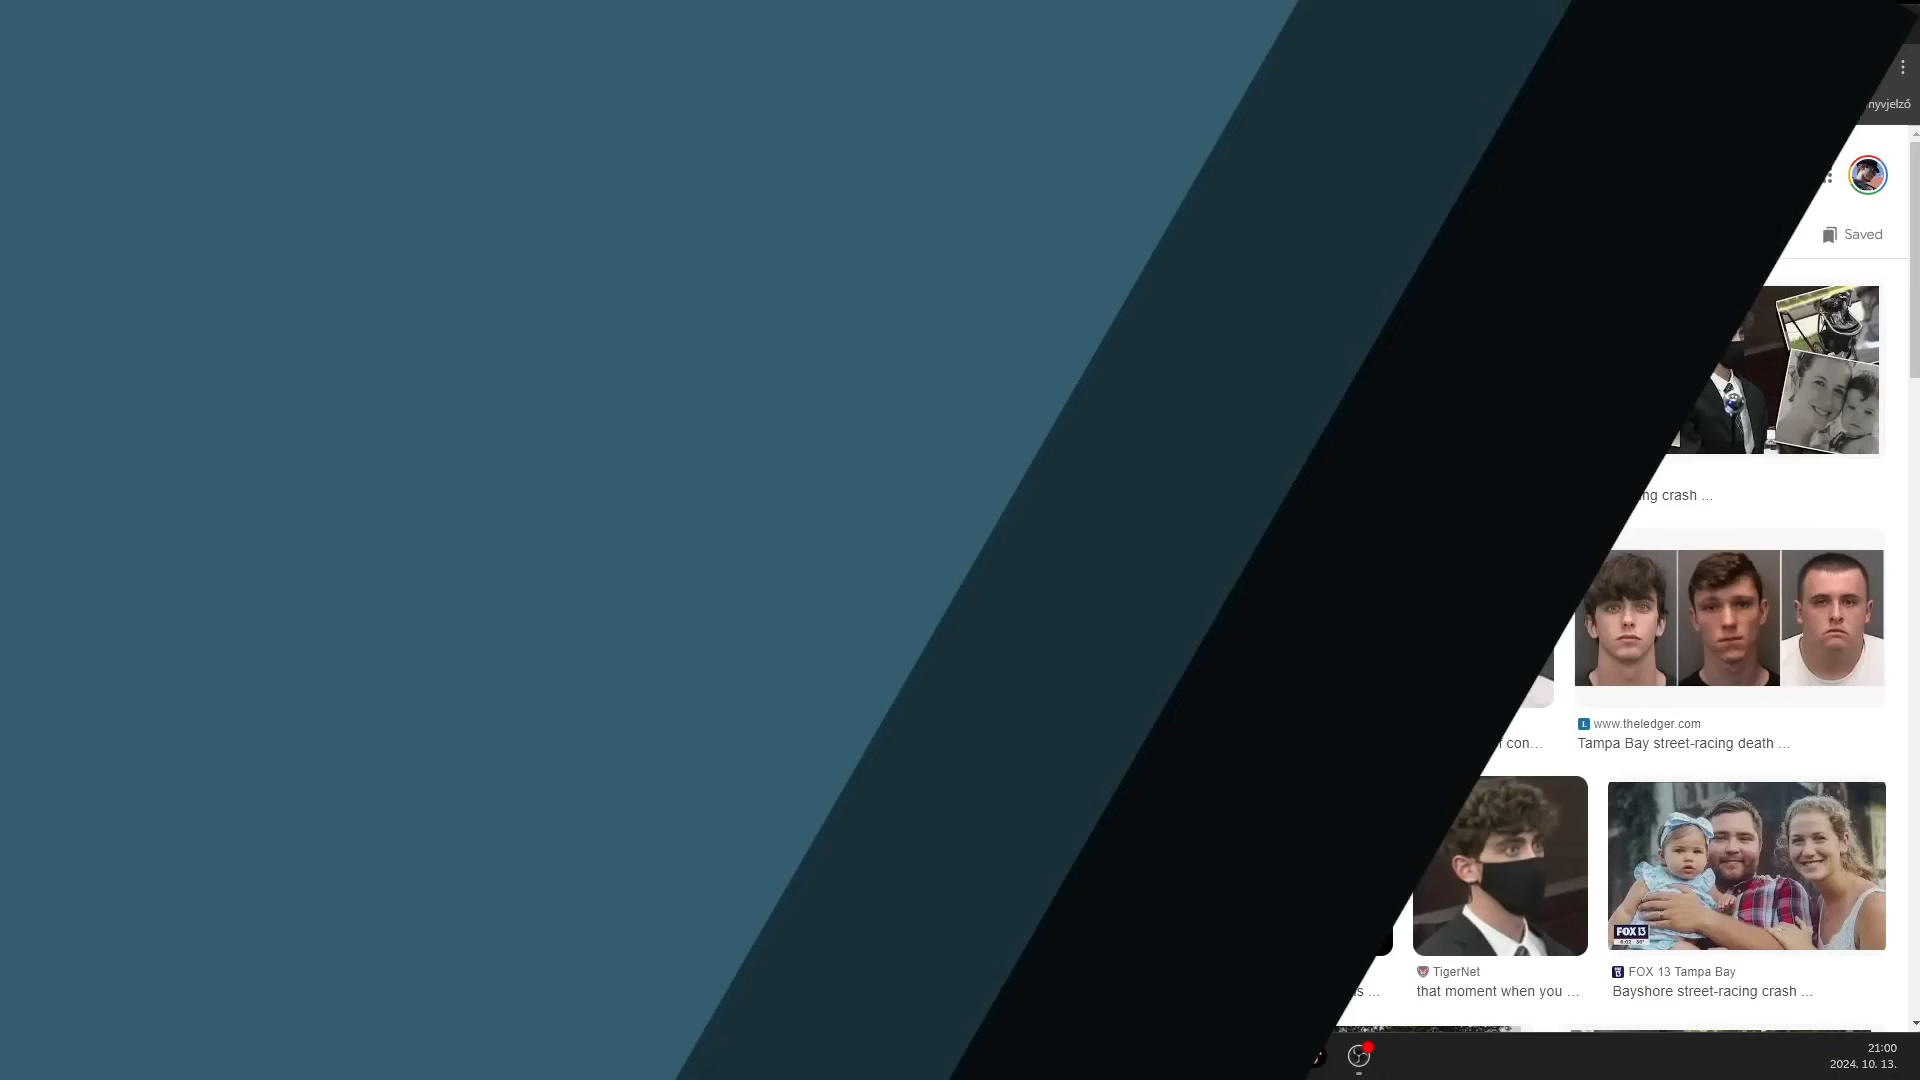 nyvjelző
Saved
ng crash ...
www.theledger.com
f con...
Tampa Bay street-racing death ...
FOX 13
TigerNet
FOX 13 Tampa Bay
s ...
that moment when you ...
Bayshore street-racing crash ...
21:00
2024. 10. 13.